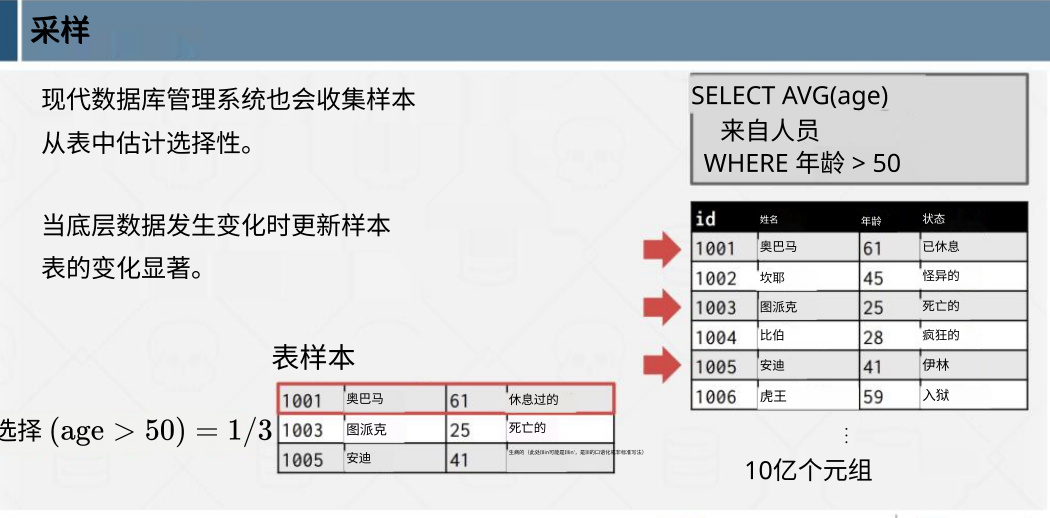 采样
现代数据库管理系统也会收集样本
从表中估计选择性。
当底层数据发生变化时更新样本
表的变化显著。
SELECT AVG(age)
来自人员
WHERE 年龄 > 50
id 姓名 年龄 状态
1001 奥巴马 61 已休息
1002 坎耶 45 怪异的
1003 图派克 25 死亡的
1004 比伯 28 疯狂的
1005 安迪 41 伊林
1006 虎王 59 入狱
⋮
10亿个元组
表样本
1001 奥巴马 61 休息过的
选择 (age > 50) = 1/3
1003 图派克 25 死亡的
1005 安迪 41